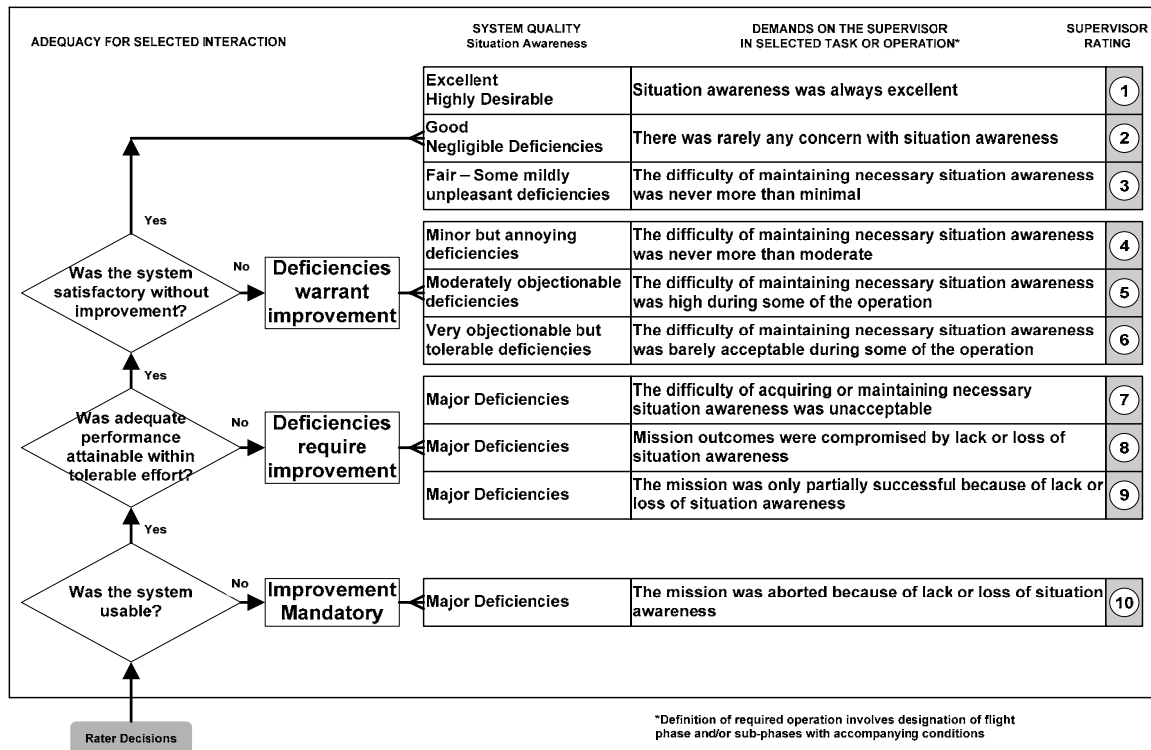 ADEQUACY FOR SELECTED INTERACTION
SYSTEM QUALITY
Situation Awareness
DEMANDS ON THE SUPERVISOR
IN SELECTED TASK OR OPERATION*
SUPERVISOR
RATING
Excellent
Highly Desirable
Situation awareness was always excellent
1
Good
Negligible Deficiencies
There was rarely any concern with situation awareness
2
Fair – Some mildly
unpleasant deficiencies
The difficulty of maintaining necessary situation awareness
was never more than minimal
3
Yes
Was the system
satisfactory without
improvement?
No
Deficiencies
warrant
improvement
Minor but annoying
deficiencies
The difficulty of maintaining necessary situation awareness
was never more than moderate
4
Moderately objectionable
deficiencies
The difficulty of maintaining necessary situation awareness
was high during some of the operation
5
Very objectionable but
tolerable deficiencies
The difficulty of maintaining necessary situation awareness
was barely acceptable during some of the operation
6
Yes
Was adequate
performance
attainable within
tolerable effort?
No
Deficiencies
require
improvement
Major Deficiencies
The difficulty of acquiring or maintaining necessary
situation awareness was unacceptable
7
Major Deficiencies
Mission outcomes were compromised by lack or loss of
situation awareness
8
Major Deficiencies
The mission was only partially successful because of lack or
loss of situation awareness
9
Yes
Was the system
usable?
No
Improvement
Mandatory
Major Deficiencies
The mission was aborted because of lack or loss of situation
awareness
10
Rater Decisions
*Definition of required operation involves designation of flight
phase and/or sub-phases with accompanying conditions